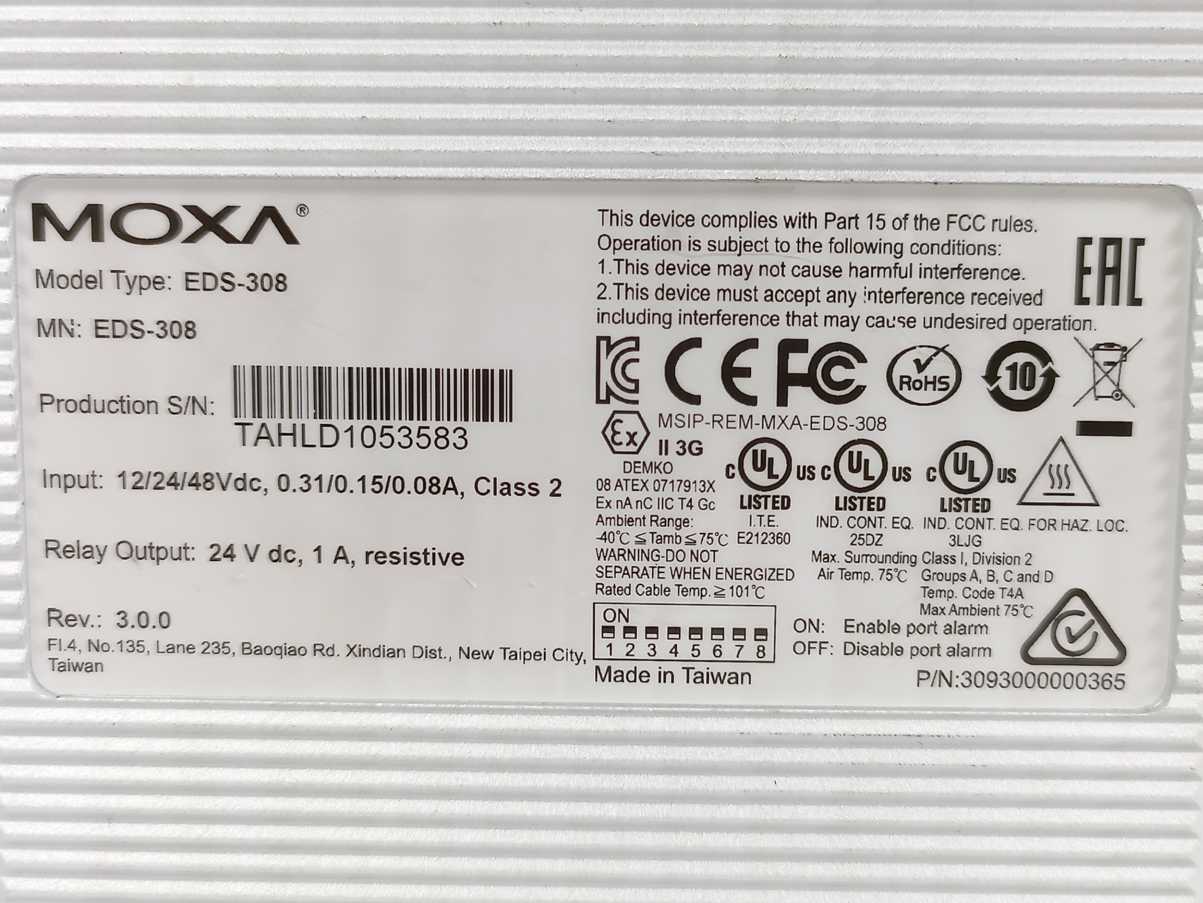 MOXA®
Model Type: EDS-308
MN: EDS-308
Production S/N:
TAHLD1053583
Input: 12/24/48Vdc, 0.31/0.15/0.08A, Class 2
Relay Output: 24 V dc, 1 A, resistive
Rev.: 3.0.0
Fl.4, No.135, Lane 235, Baoqiao Rd. Xindian Dist., New Taipei City,
Taiwan
This device complies with Part 15 of the FCC rules.
Operation is subject to the following conditions:
1.This device may not cause harmful interference.
2.This device must accept any interference received
including interference that may cause undesired operation.
EAC
KC CE FC RoHS 10
MSIP-REM-MXA-EDS-308
Ex II 3G
DEMKO
08 ATEX 0717913X
Ex nA nC IIC T4 Gc
Ambient Range:
-40℃ ≦Tamb≦75℃
WARNING-DO NOT
SEPARATE WHEN ENERGIZED
Rated Cable Temp.≧101℃
c UL us
LISTED
I.T.E.
E212360
c UL us
LISTED
IND. CONT. EQ.
25DZ
Max. Surrounding
Air Temp. 75℃
c UL us
LISTED
IND. CONT. EQ. FOR HAZ. LOC.
3LJG
Class I, Division 2
Groups A, B, C and D
Temp. Code T4A
Max Ambient 75℃
ON
1 2 3 4 5 6 7 8
ON: Enable port alarm
OFF: Disable port alarm
Made in Taiwan
P/N:3093000000365